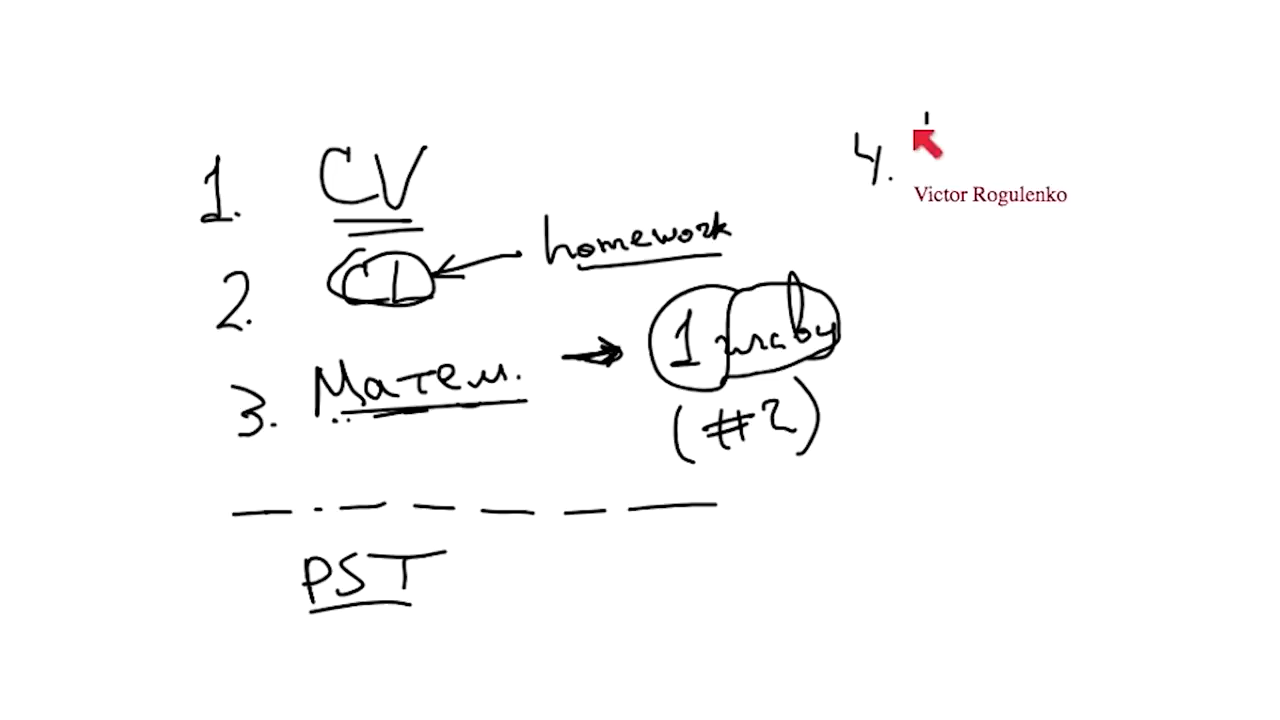 1. CV
2. CL homework
3. Матем. 1 главу
(#2)
PST
4.
Victor Rogulenko